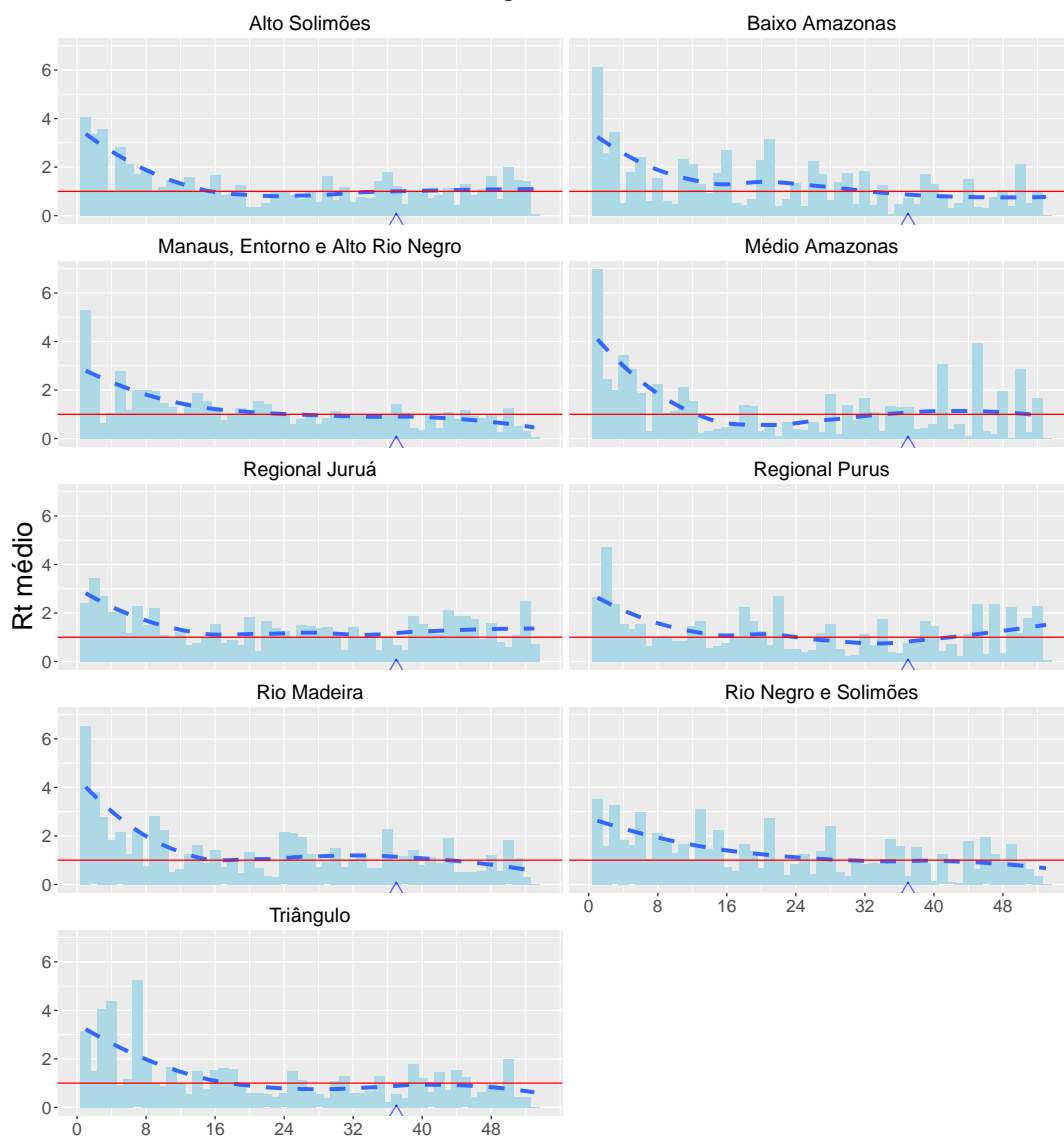 Alto Solimões Baixo Amazonas
6
4
2
0
Manaus, Entorno e Alto Rio Negro Médio Amazonas
6
4
2
0
Regional Juruá Regional Purus
6
4
2
0
Rt médio
Rio Madeira Rio Negro e Solimões
6
4
2
0
0 8 16 24 32 40 48
Triângulo
6
4
2
0
0 8 16 24 32 40 48